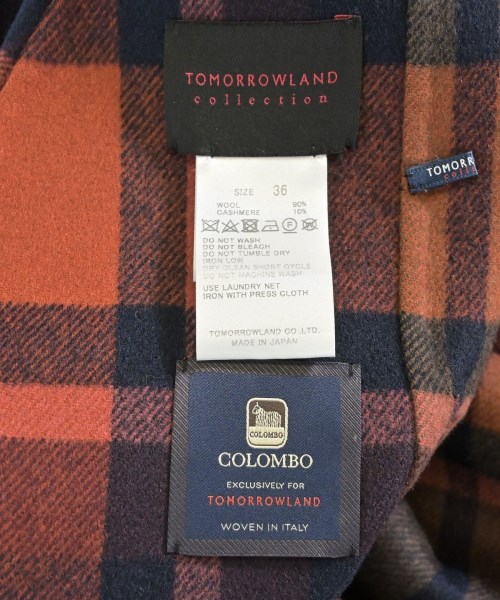 TOMORROWLAND
collection
SIZE 36
WOOL 90%
CASHMERE 10%
DO NOT WASH
DO NOT BLEACH
DO NOT TUMBLE DRY
IRON LOW
DRY CLEAN SHORT CYCLE
DO NOT MACHINE WASH
USE LAUNDRY NET
IRON WITH PRESS CLOTH
TOMORROWLAND CO.,LTD.
MADE IN JAPAN
TOMORR
colle
COLOMBO
COLOMBO
EXCLUSIVELY FOR
TOMORROWLAND
WOVEN IN ITALY